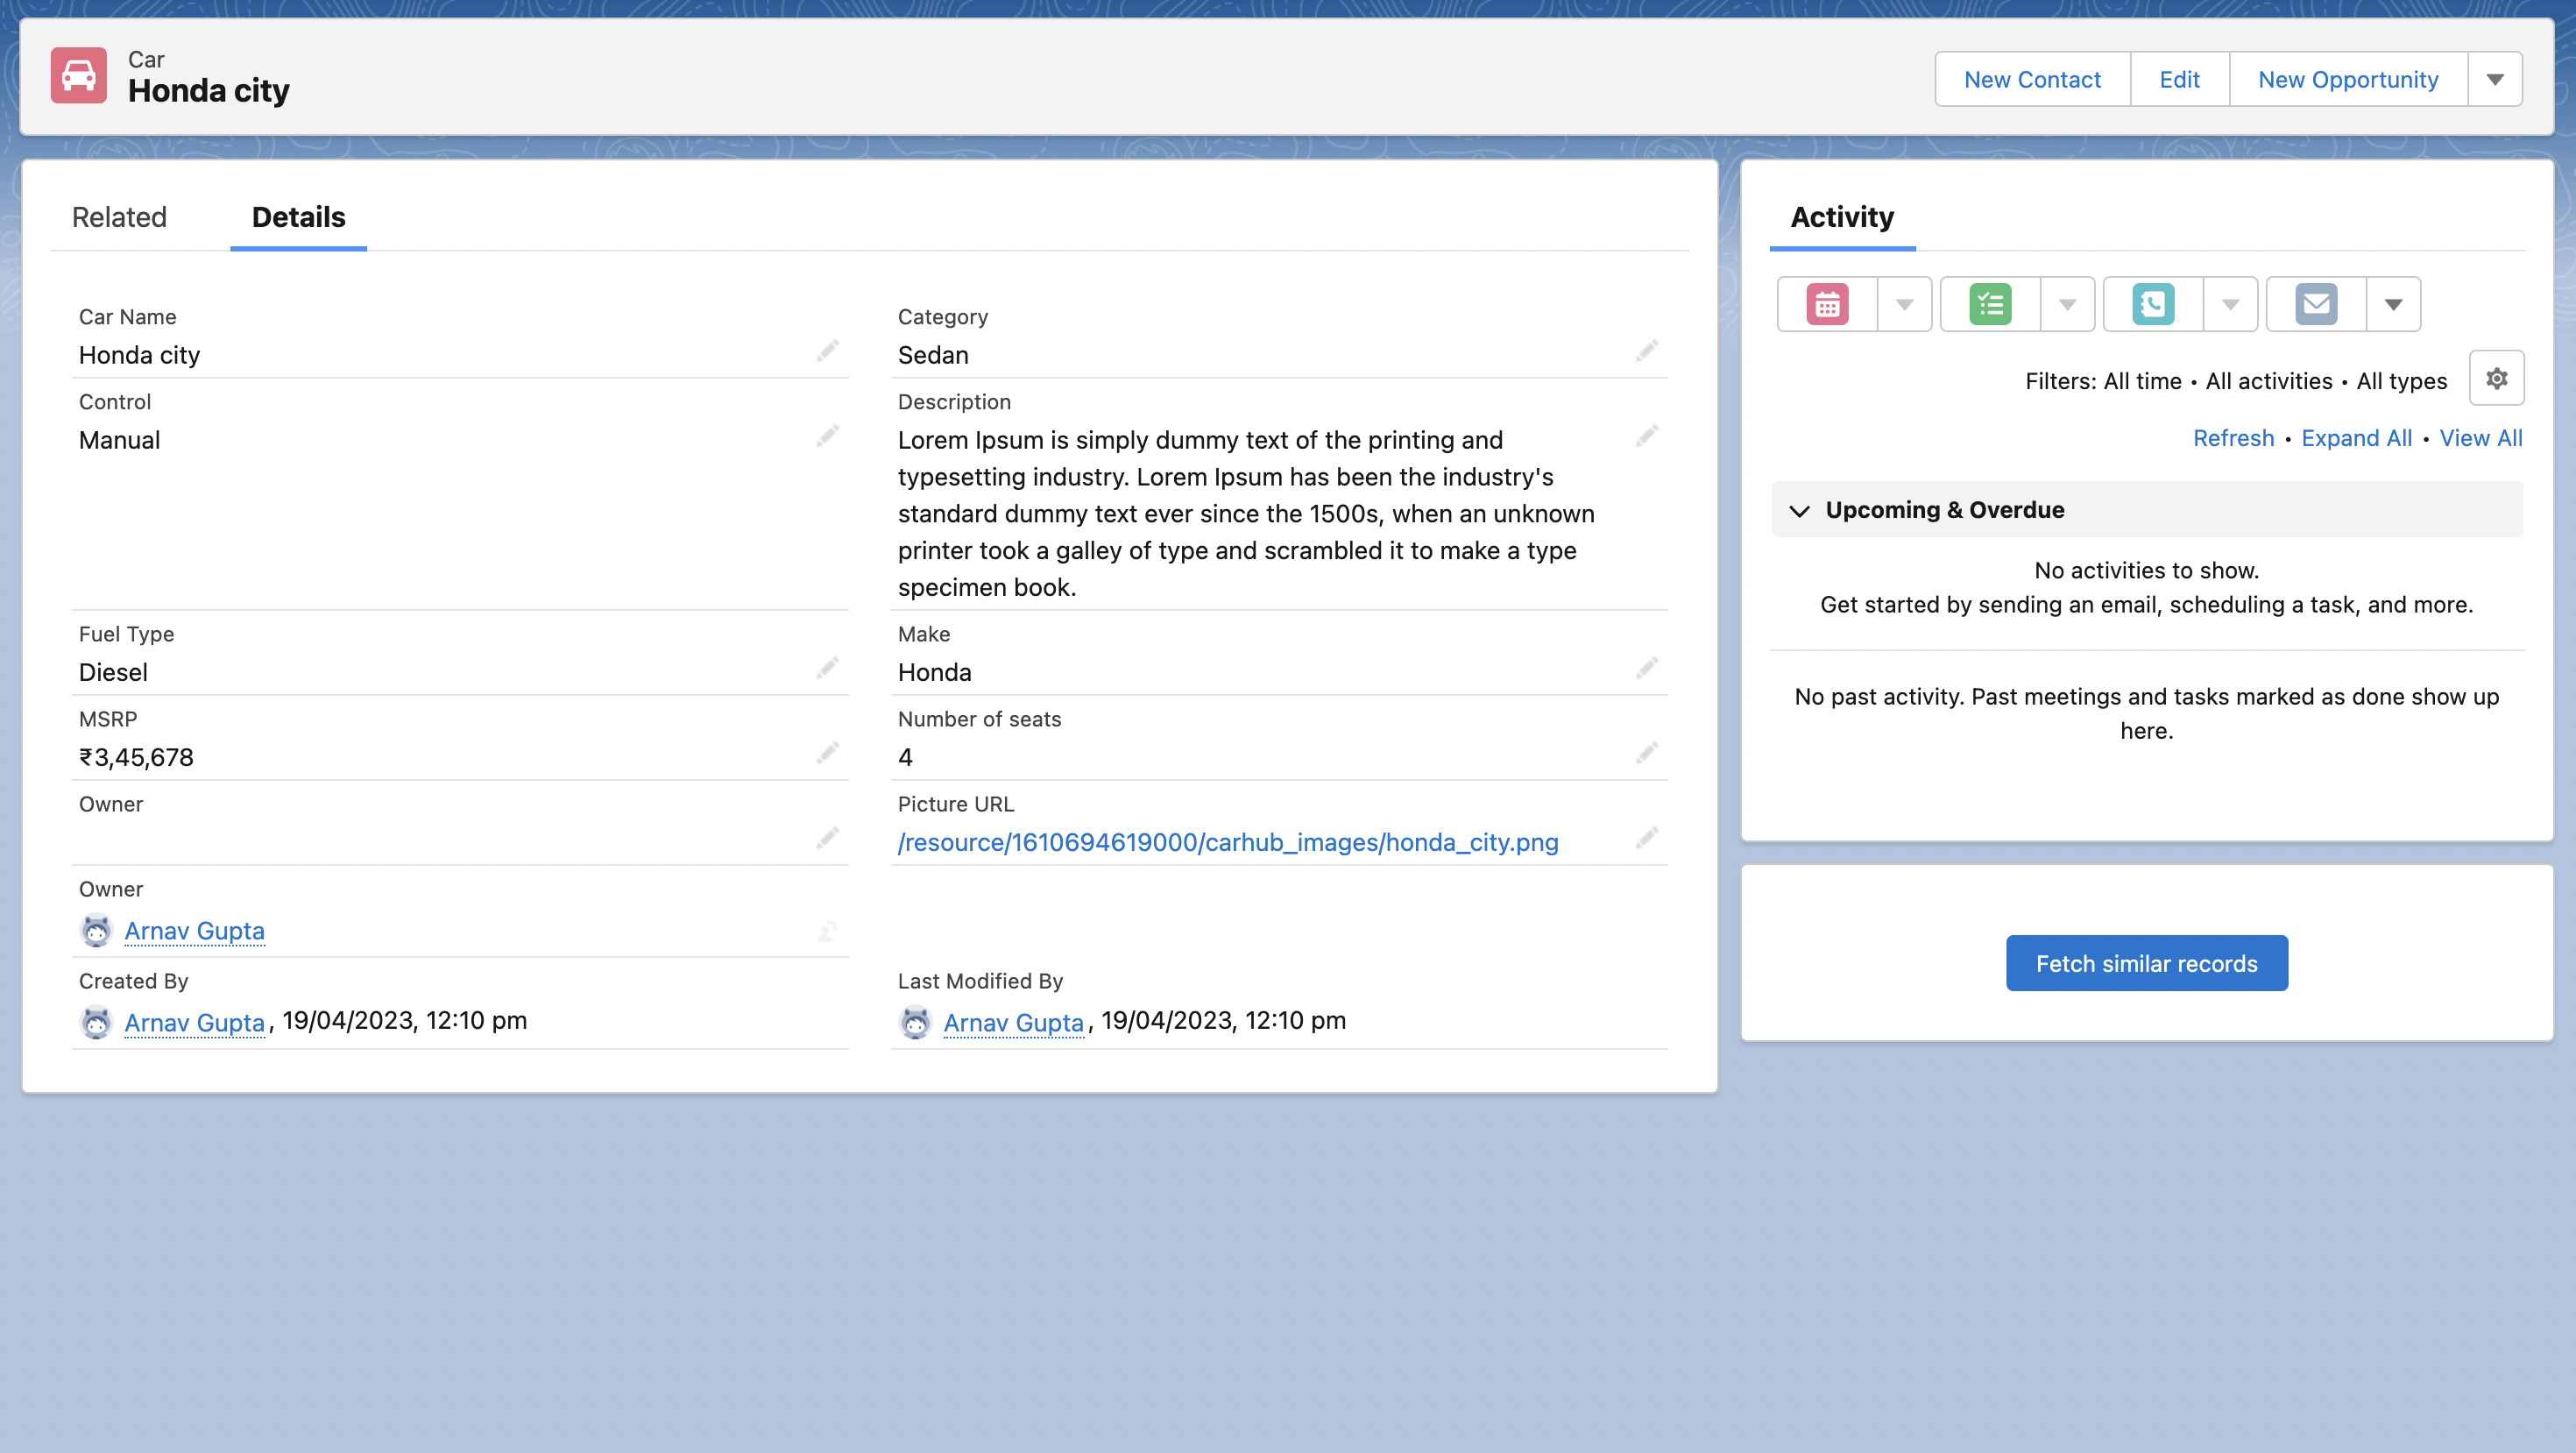 Car
Honda city
New Contact
Edit
New Opportunity
Related
Details
Car Name
Honda city
Category
Sedan
Control
Manual
Description
Lorem Ipsum is simply dummy text of the printing and
typesetting industry. Lorem Ipsum has been the industry's
standard dummy text ever since the 1500s, when an unknown
printer took a galley of type and scrambled it to make a type
specimen book.
Fuel Type
Diesel
Make
Honda
MSRP
₹3,45,678
Number of seats
4
Owner
Picture URL
/resource/1610694619000/carhub_images/honda_city.png
Owner
Arnav Gupta
Created By
Arnav Gupta, 19/04/2023, 12:10 pm
Last Modified By
Arnav Gupta, 19/04/2023, 12:10 pm
Activity
Filters: All time • All activities • All types
Refresh • Expand All • View All
Upcoming & Overdue
No activities to show.
Get started by sending an email, scheduling a task, and more.
No past activity. Past meetings and tasks marked as done show up
here.
Fetch similar records